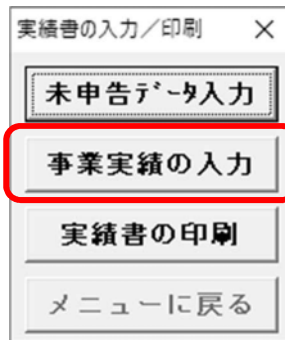 実績書の入力／印刷 ×
未申告ﾃﾞｰﾀ入力
事業実績の入力
実績書の印刷
メニューに戻る